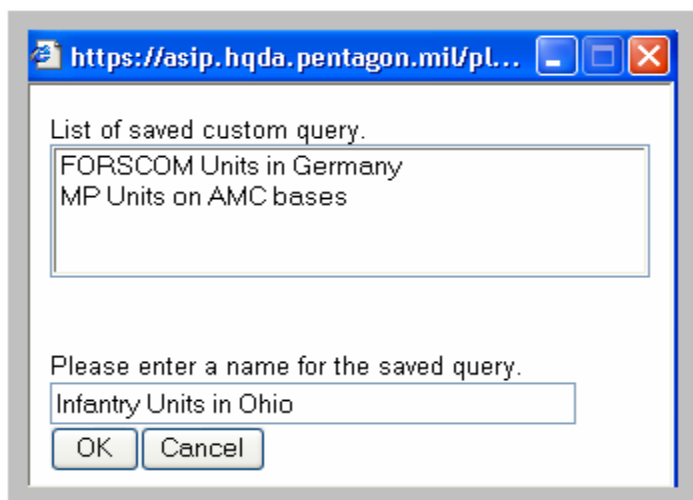 https://asip.hqda.pentagon.mil/pl...
List of saved custom query.
FORSCOM Units in Germany
MP Units on AMC bases
Please enter a name for the saved query.
Infantry Units in Ohio
OK Cancel